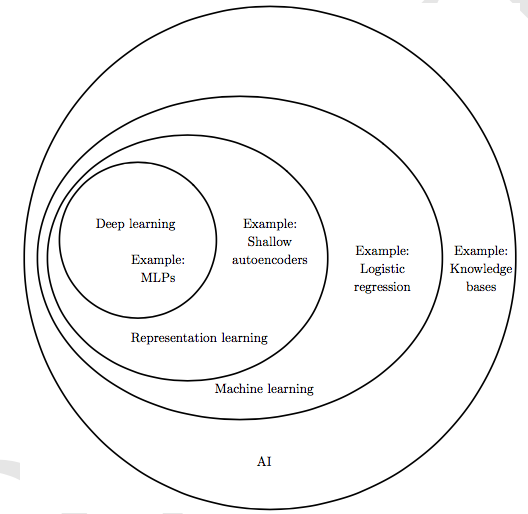 Deep learning
Example:
MLPs
Example:
Shallow
autoencoders
Example:
Logistic
regression
Example:
Knowledge
bases
Representation learning
Machine learning
AI